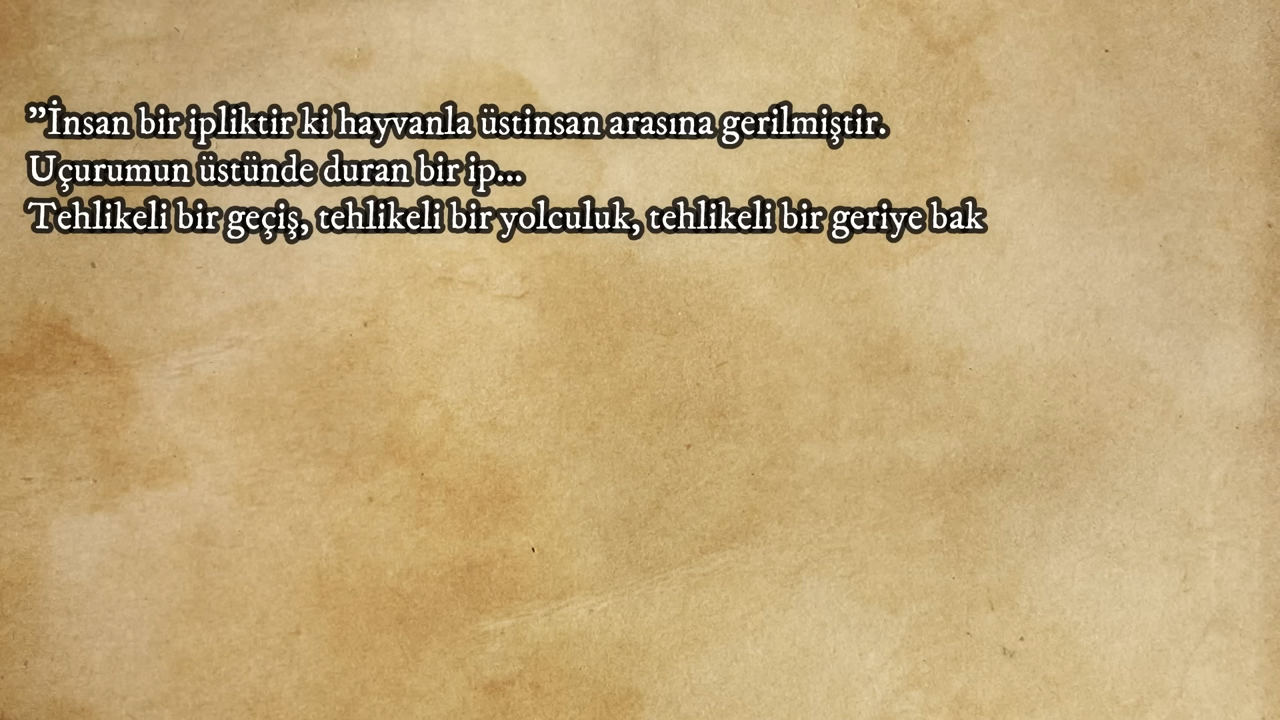 ”İnsan bir ipliktir ki hayvanla üstinsan arasına gerilmiştir.
Uçurumun üstünde duran bir ip...
Tehlikeli bir geçiş, tehlikeli bir yolculuk, tehlikeli bir geriye bak